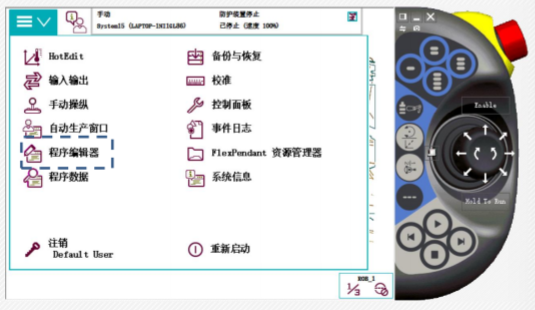 手动
System15 (LAPTOP-IN1I4L8G)
防护装置停止
已停止 (速度 100%)
HotEdit
备份与恢复
输入输出
校准
手动操纵
控制面板
自动生产窗口
事件日志
程序编辑器
FlexPendant 资源管理器
程序数据
系统信息
注销
Default User
重新启动
Enable
Hold To Run
ROB_1
1/3